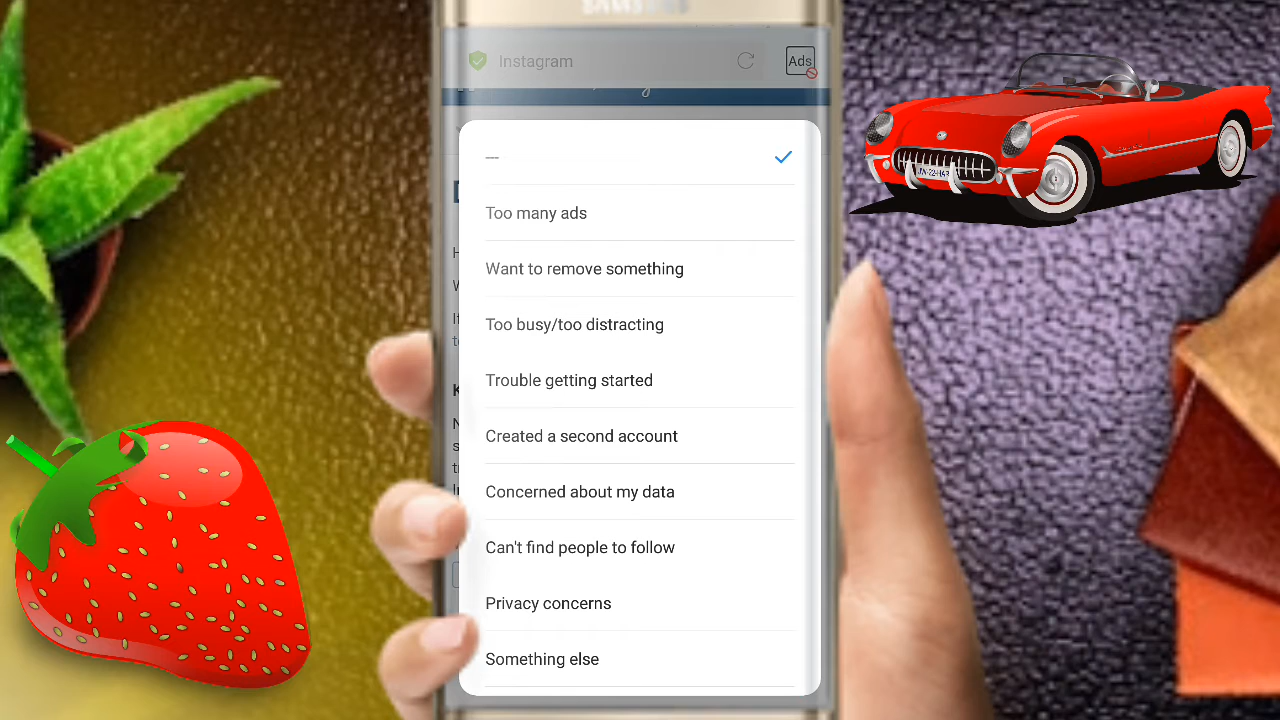 SAMSUNG
Instagram
Ads
—
Too many ads
Want to remove something
Too busy/too distracting
Trouble getting started
Created a second account
Concerned about my data
Can't find people to follow
Privacy concerns
Something else